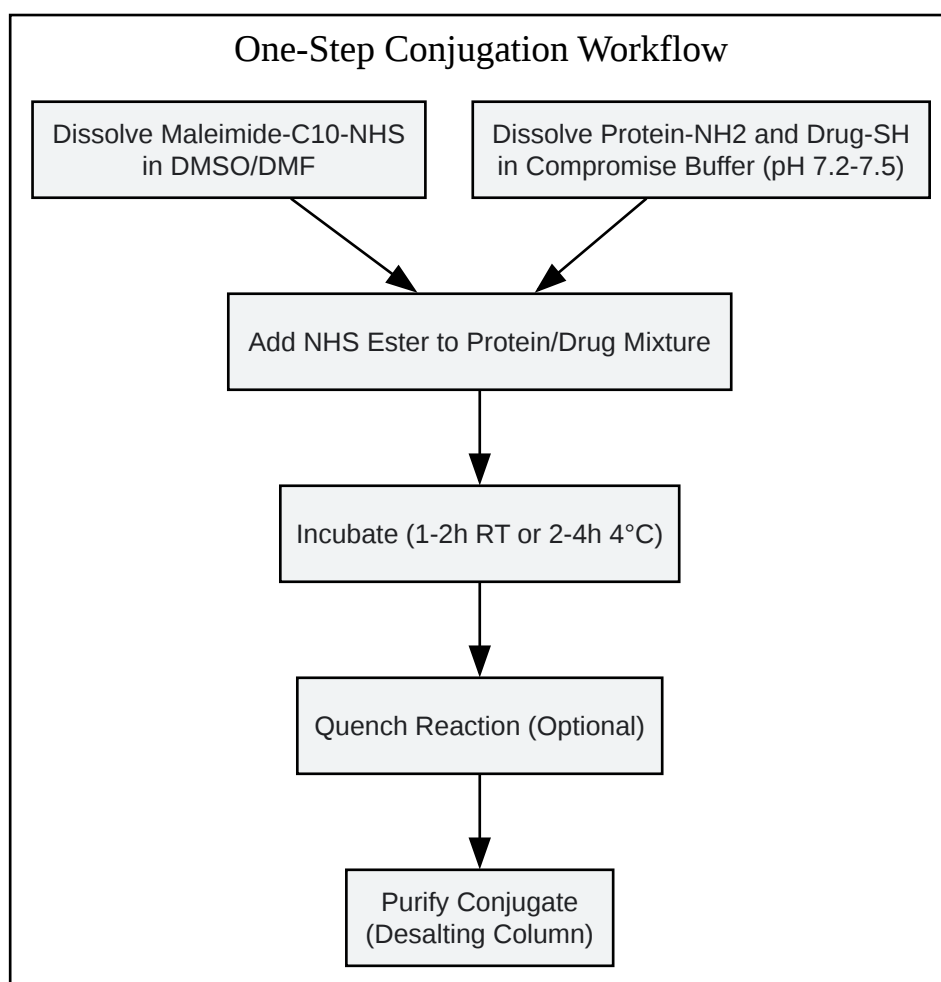 One-Step Conjugation Workflow
Dissolve Maleimide-C10-NHS
in DMSO/DMF
Dissolve Protein-NH2 and Drug-SH
in Compromise Buffer (pH 7.2-7.5)
Add NHS Ester to Protein/Drug Mixture
Incubate (1-2h RT or 2-4h 4°C)
Quench Reaction (Optional)
Purify Conjugate
(Desalting Column)